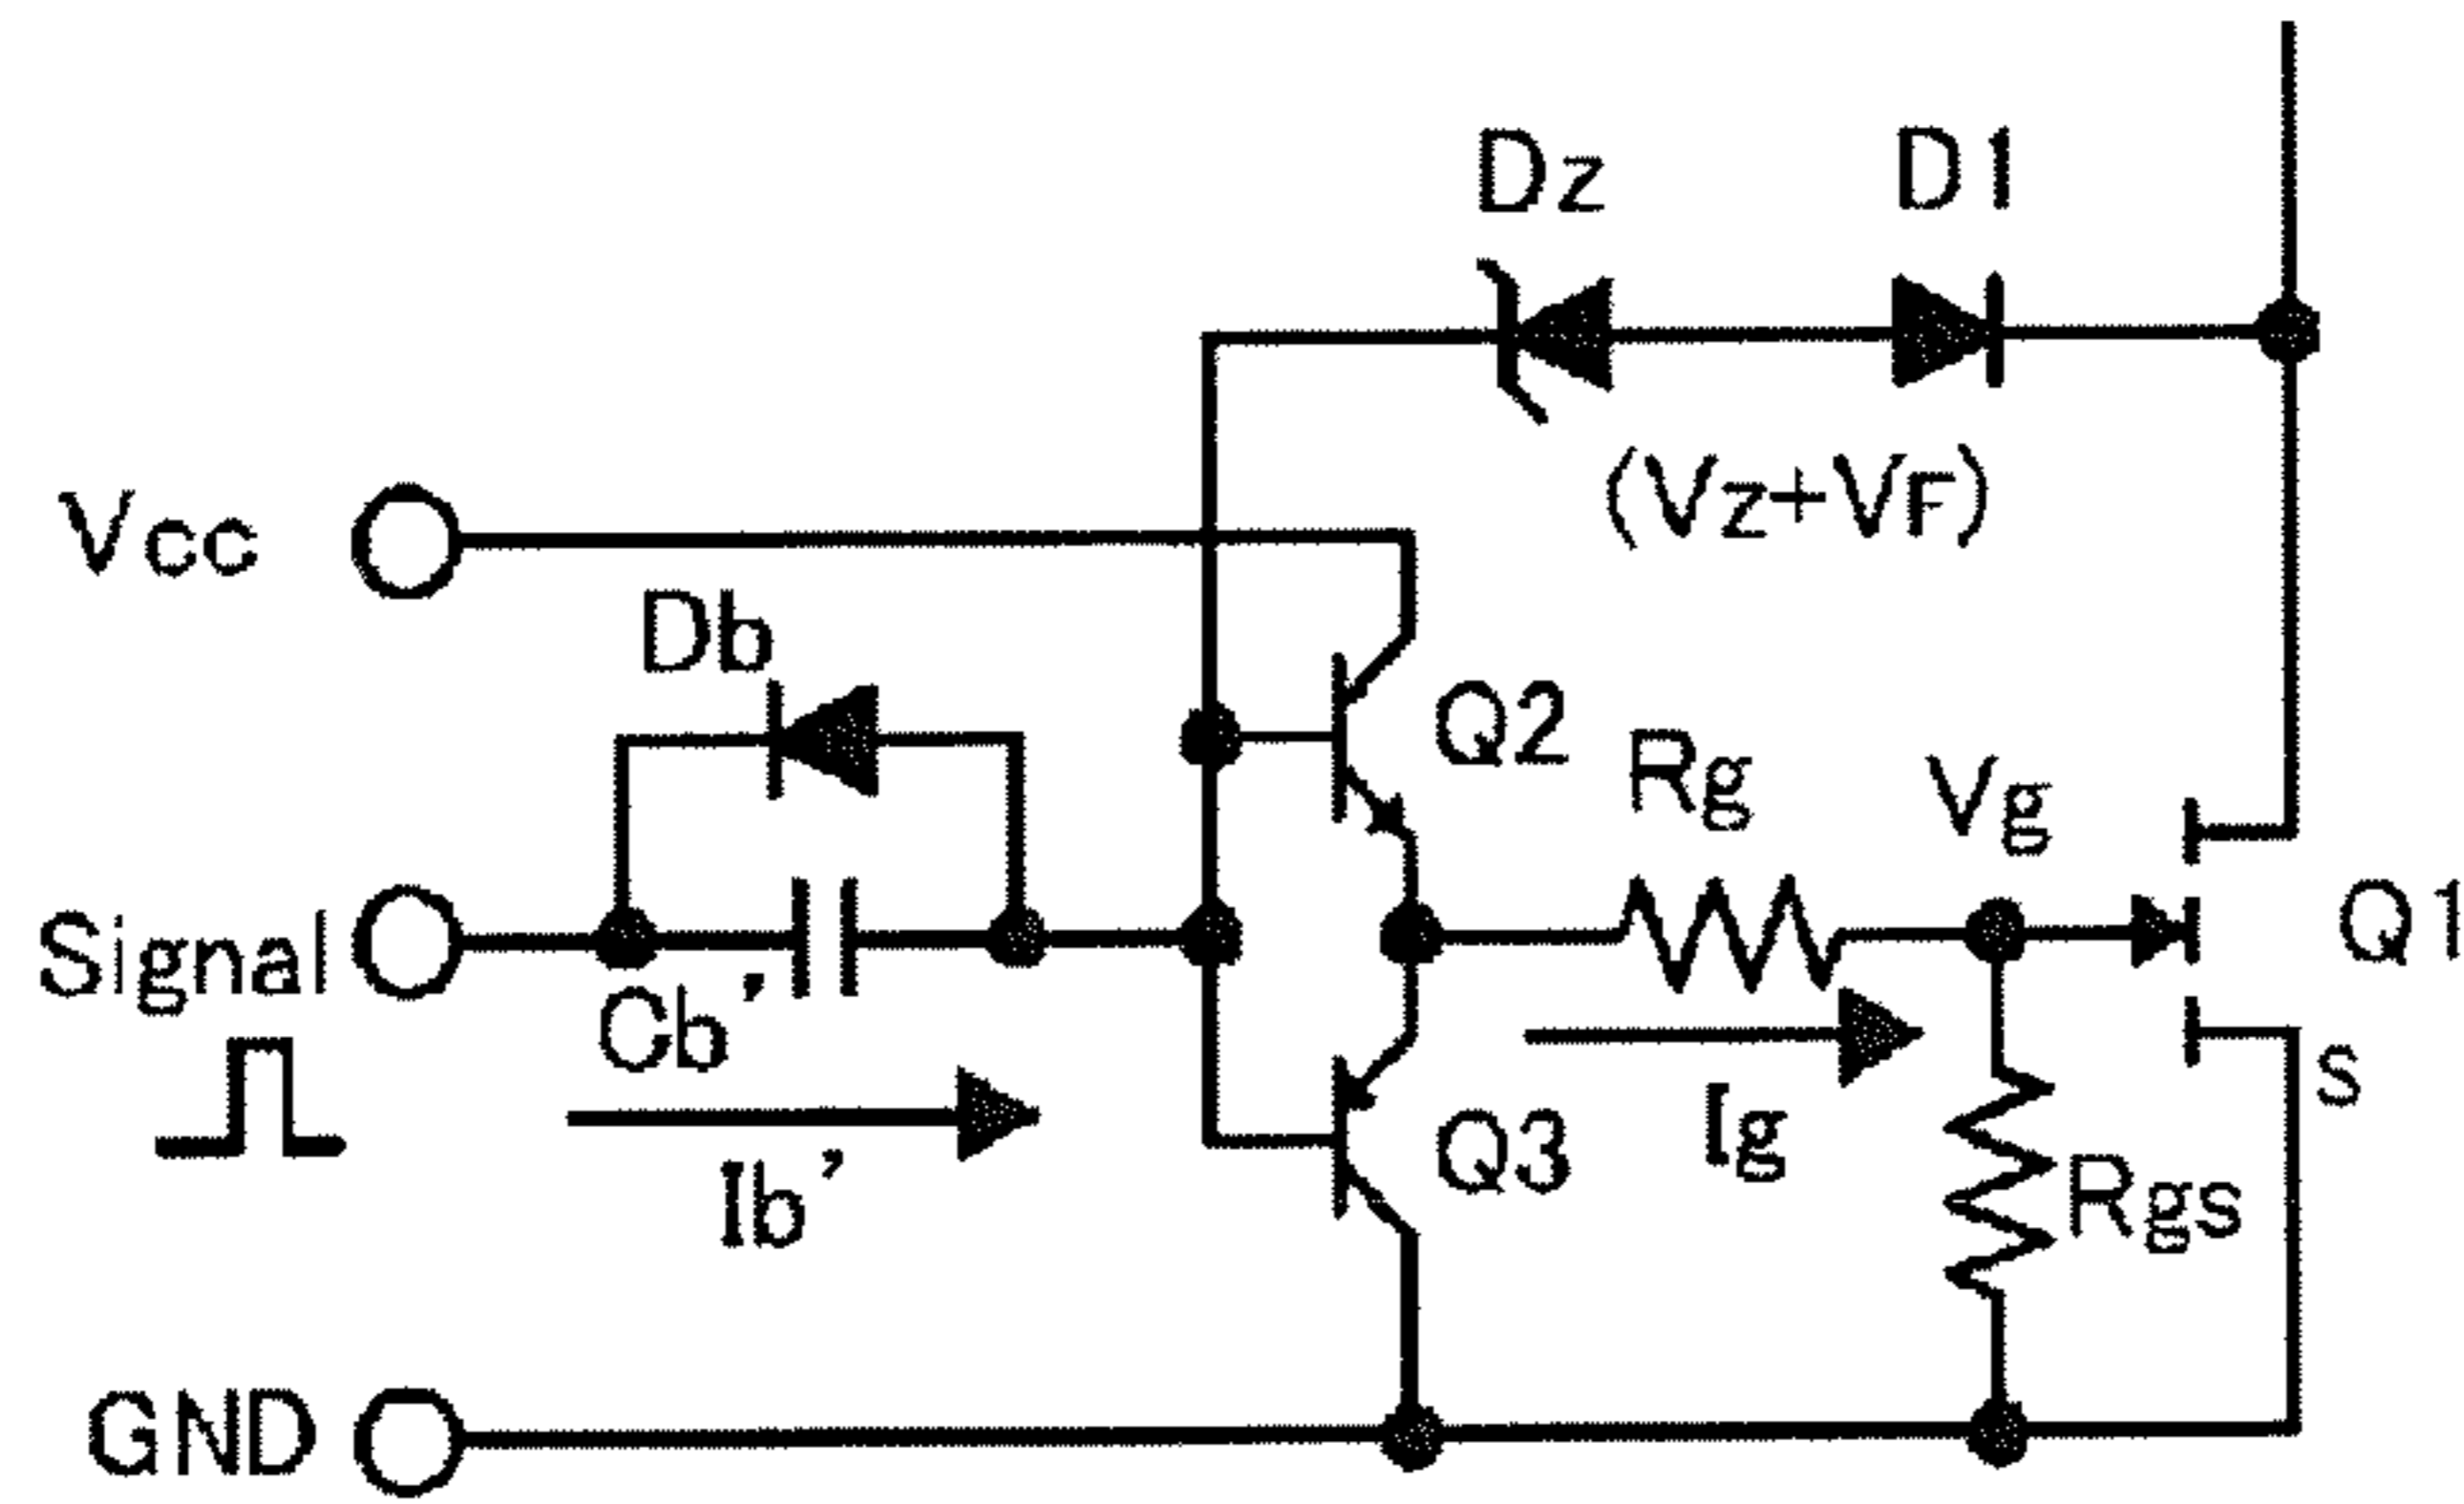 Dz
D1
(Vz+VF)
Vcc
Db
Q2
Rg
Vg
Q1
Signal
Cb’
S
Ig
Q3
Ib’
Rgs
GND